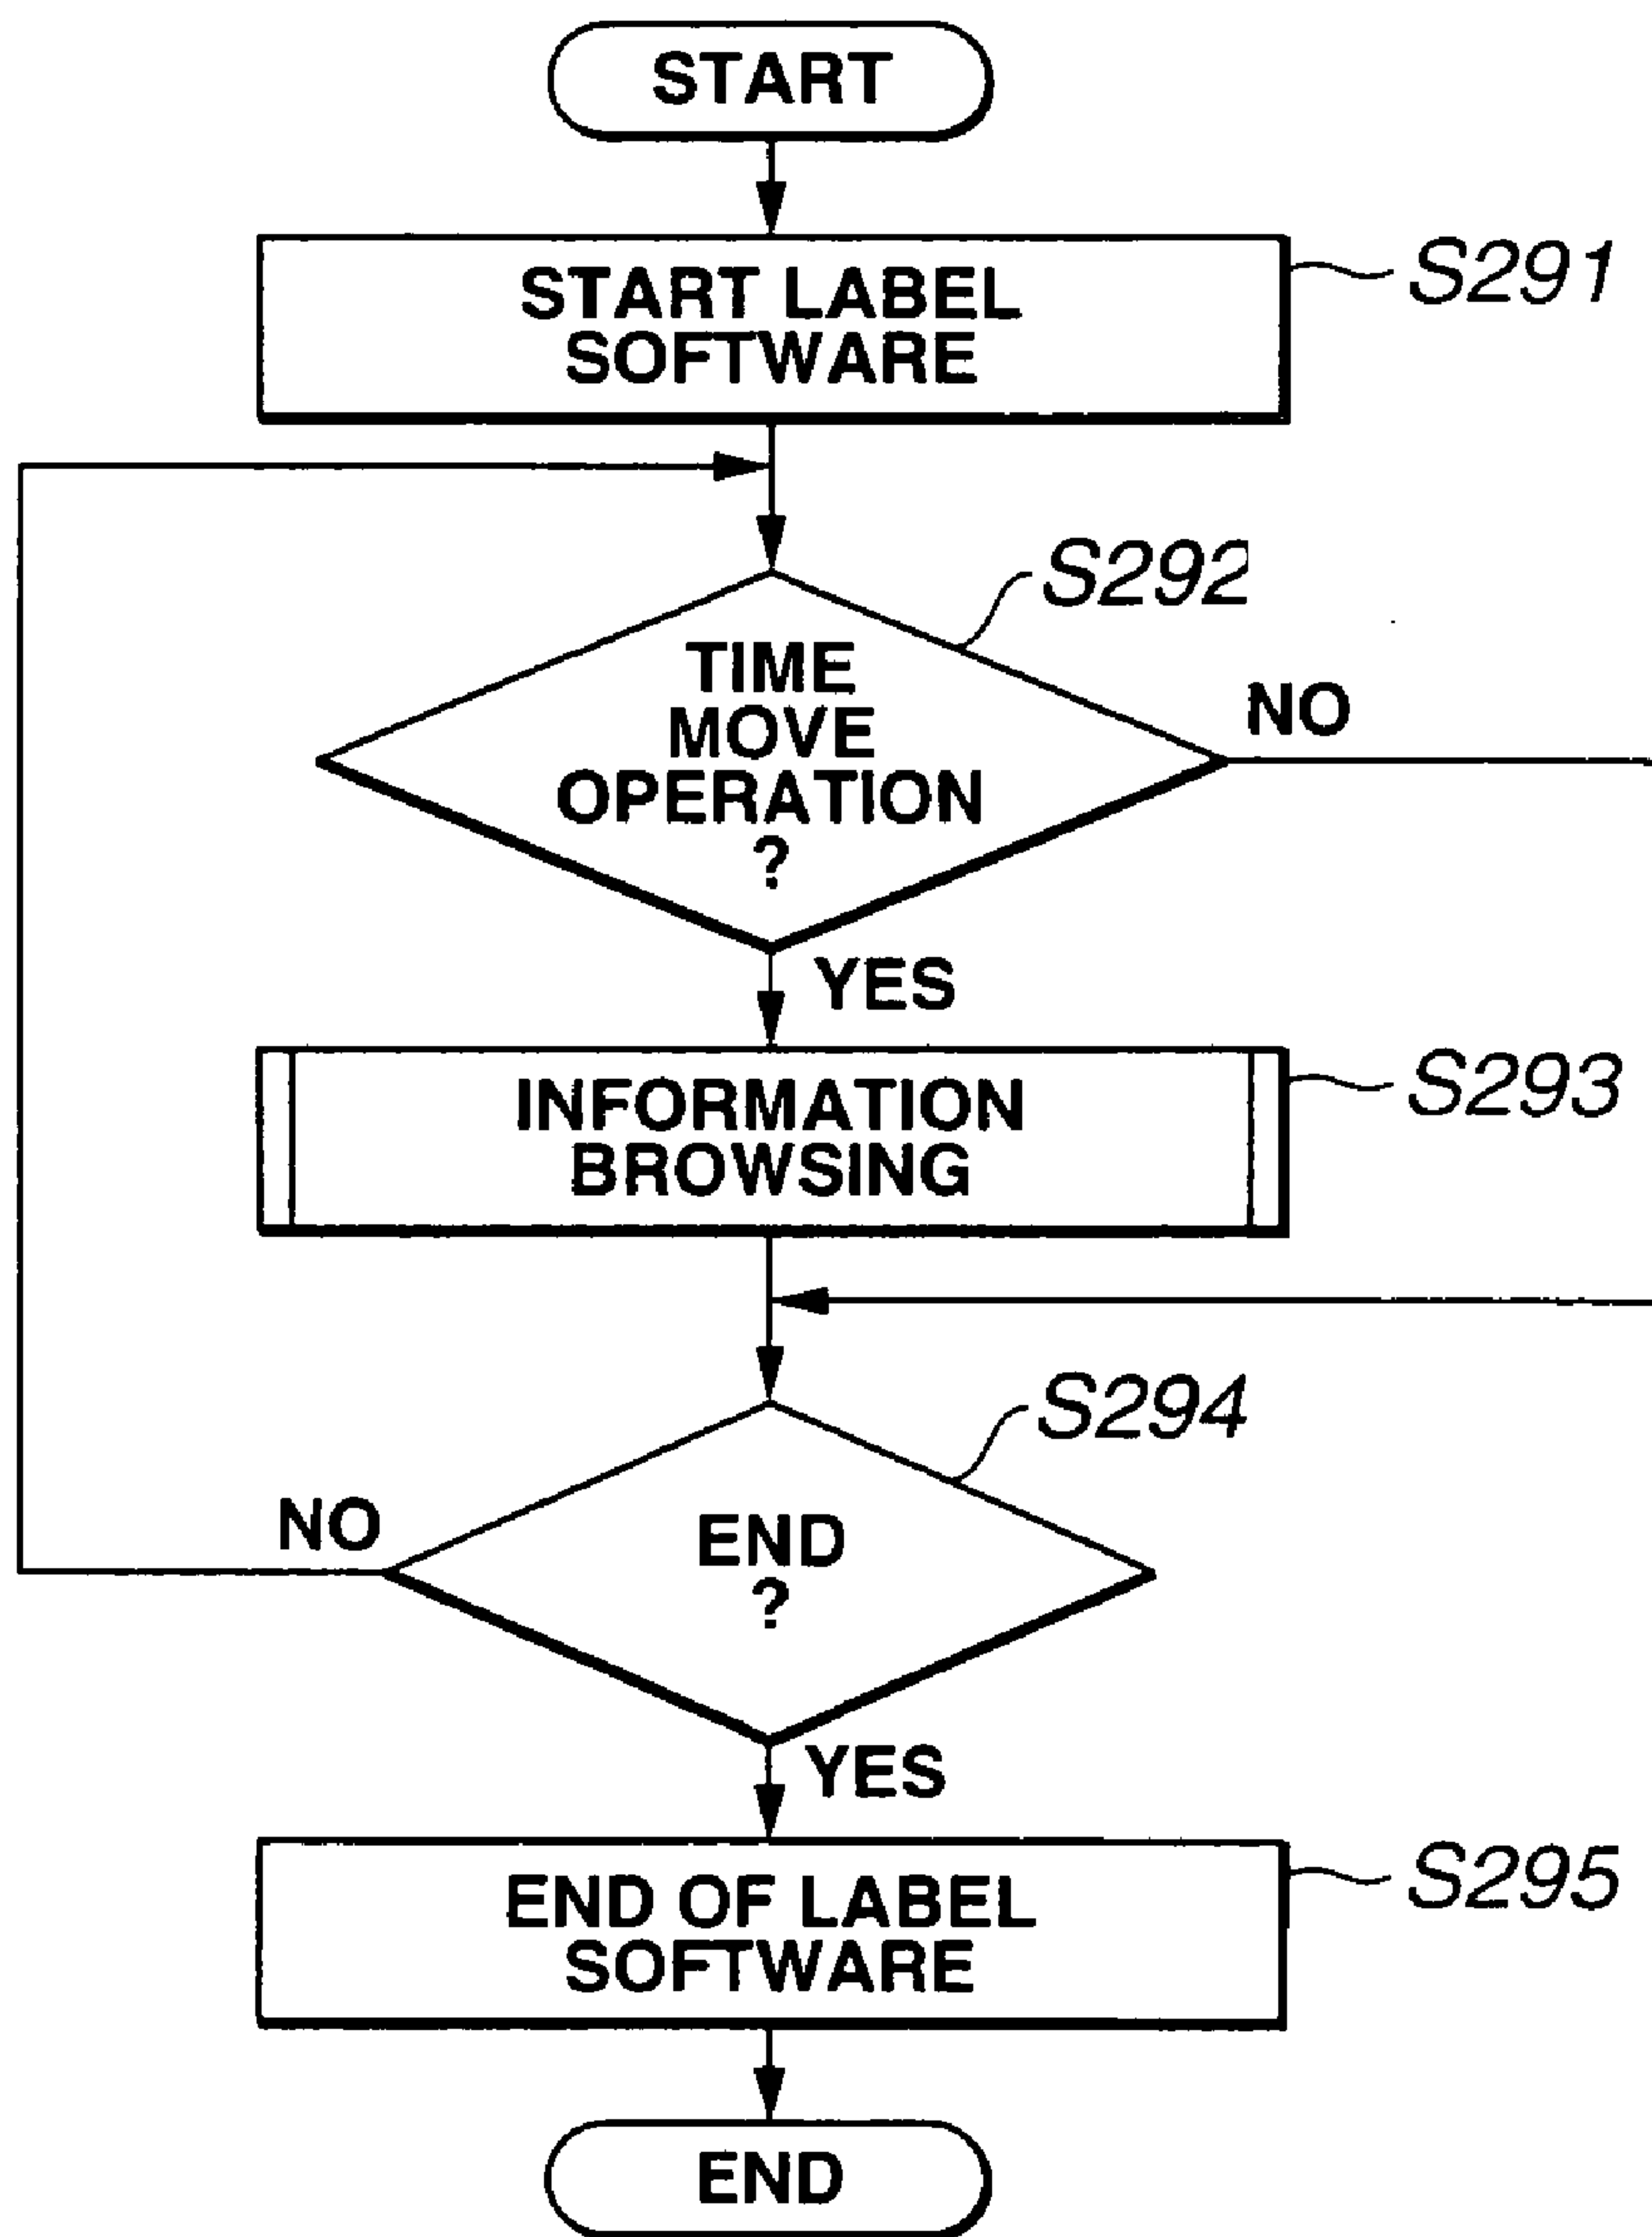 START
START LABEL
SOFTWARE
S291
S292
TIME
MOVE
OPERATION
?
NO
YES
INFORMATION
BROWSING
S293
S294
END
?
NO
YES
END OF LABEL
SOFTWARE
S295
END